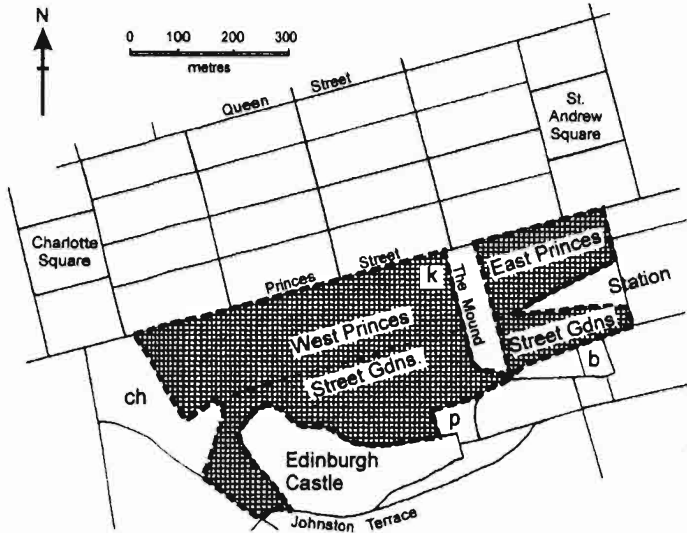 N
0 100 200 300
metres
Queen Street
St.
Andrew
Square
Charlotte
Square
Princes Street
k
The Mound
East Princes
Station
West Princes
Street Gdns.
Street Gdns.
b
ch
p
Edinburgh
Castle
Johnston Terrace